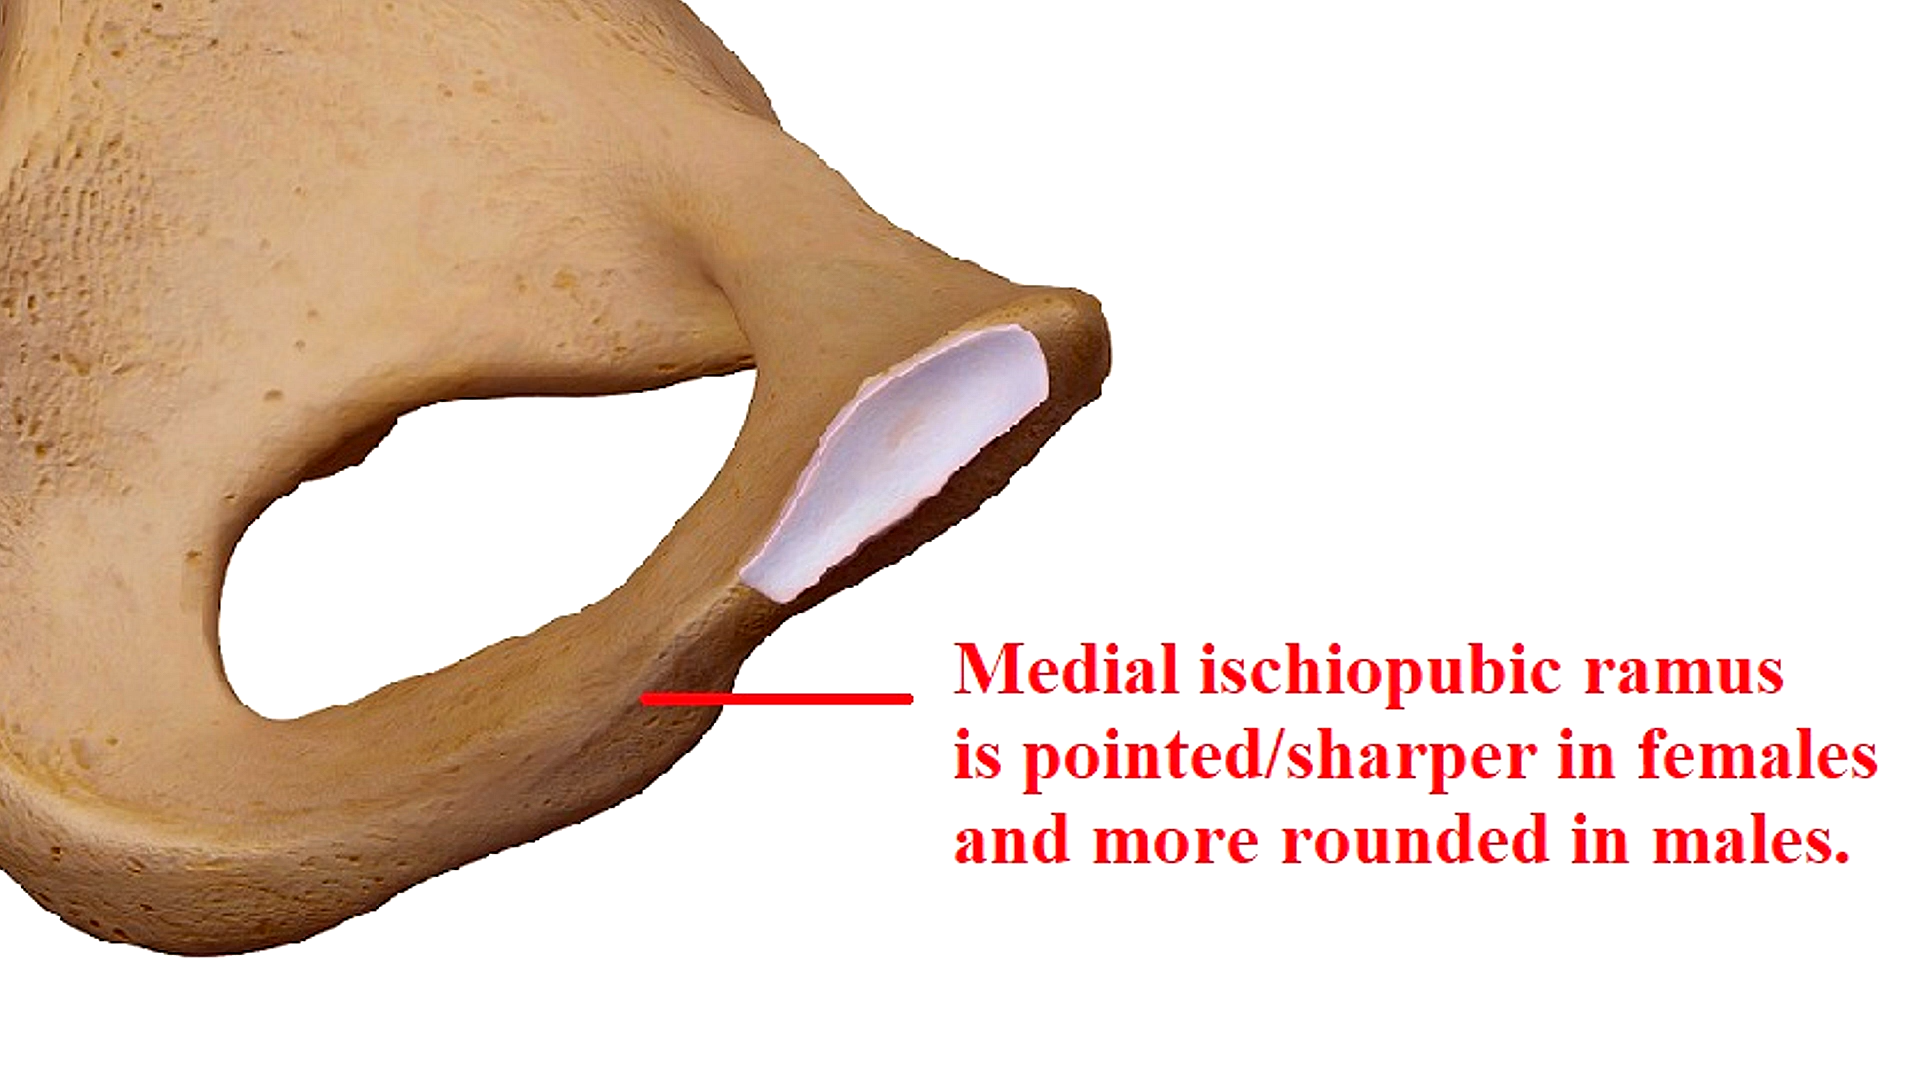 Medial ischiopubic ramus
is pointed/sharper in females
and more rounded in males.